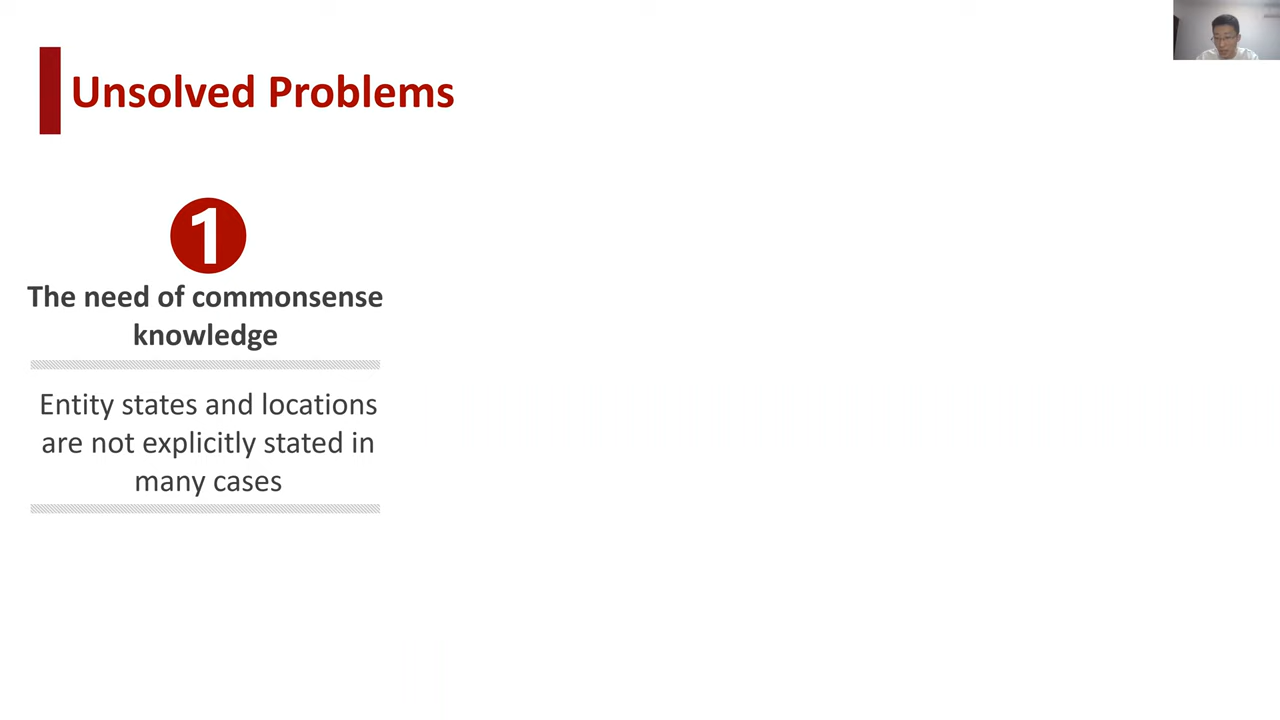 Unsolved Problems
1
The need of commonsense
knowledge
Entity states and locations
are not explicitly stated in
many cases